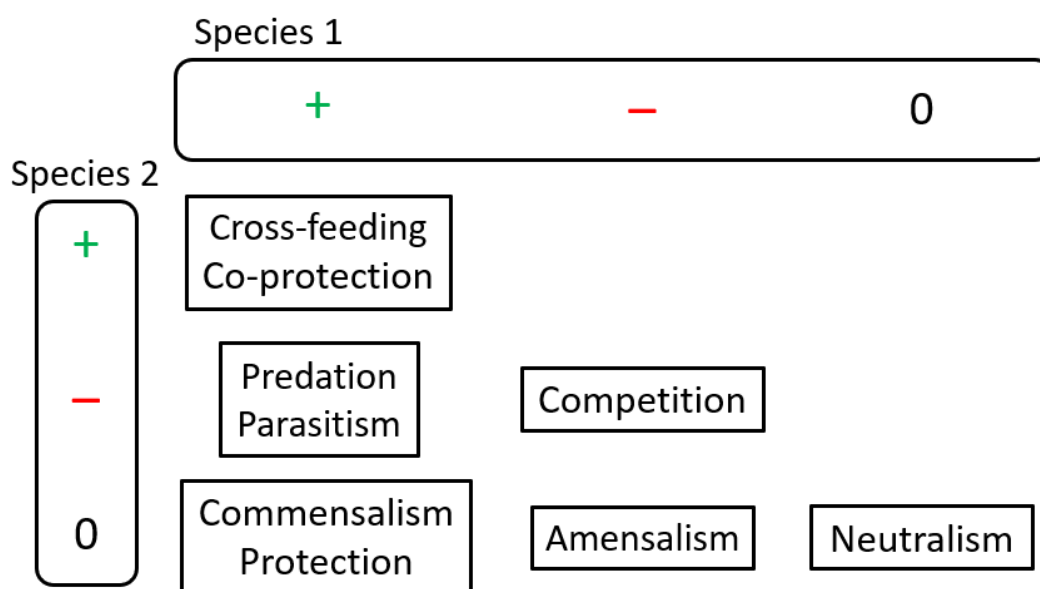 Species 1
+ – 0
Species 2
+
Cross-feeding
Co-protection
–
Predation
Parasitism
Competition
0
Commensalism
Protection
Amensalism
Neutralism